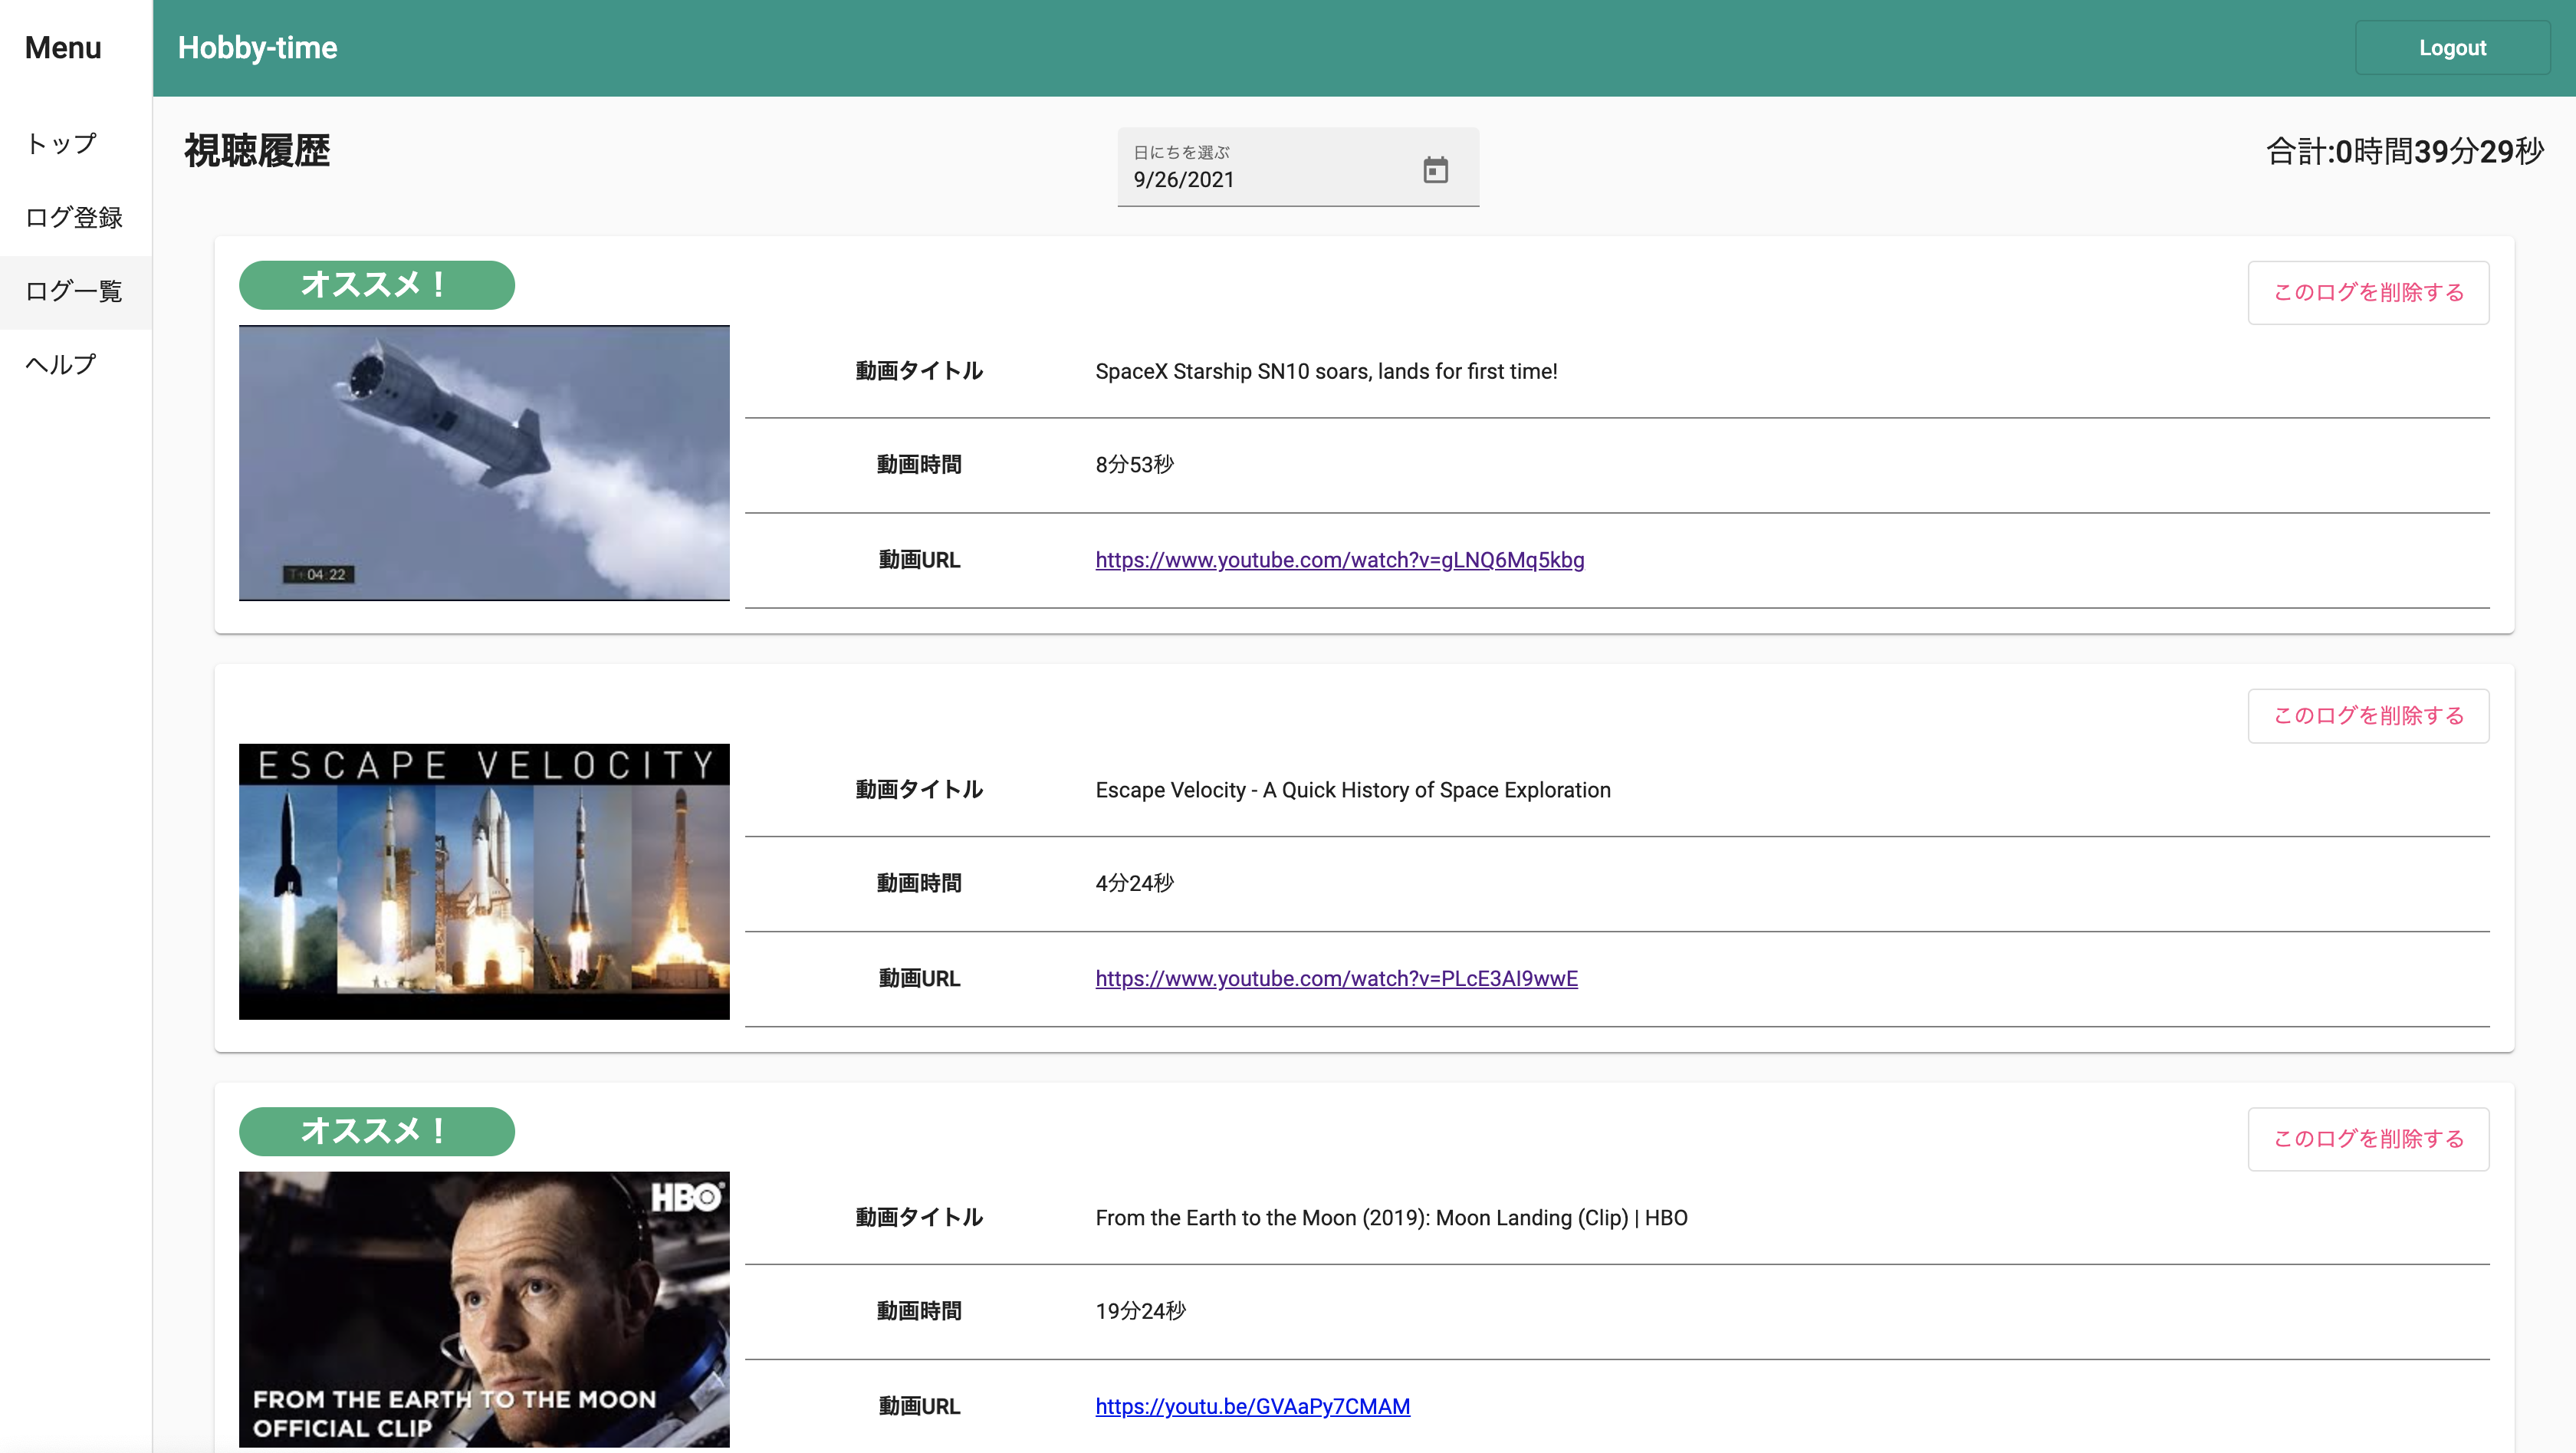 Menu
Hobby-time
Logout
トップ
ログ登録
ログ一覧
ヘルプ
視聴履歴
日にちを選ぶ
9/26/2021
合計:0時間39分29秒
オススメ！
このログを削除する
T+ 04:22
動画タイトル SpaceX Starship SN10 soars, lands for first time!
動画時間 8分53秒
動画URL https://www.youtube.com/watch?v=gLNQ6Mq5kbg
このログを削除する
ESCAPE VELOCITY
動画タイトル Escape Velocity - A Quick History of Space Exploration
動画時間 4分24秒
動画URL https://www.youtube.com/watch?v=PLcE3AI9wwE
オススメ！
このログを削除する
HBO
FROM THE EARTH TO THE MOON
OFFICIAL CLIP
動画タイトル From the Earth to the Moon (2019): Moon Landing (Clip) | HBO
動画時間 19分24秒
動画URL https://youtu.be/GVAaPy7CMAM